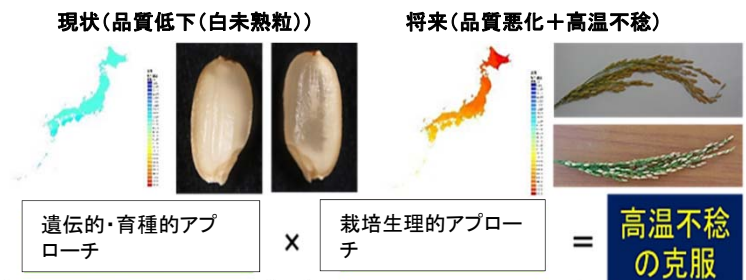 現状（品質低下（白未熟粒））
将来（品質悪化＋高温不稔）
遺伝的・育種的アプ
ローチ
×
栽培生理的アプロー
チ
＝
高温不稔
の克服